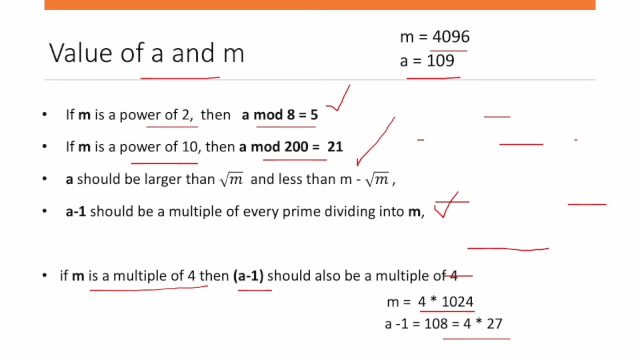 m = 4096
Value of a and m
a = 109
• If m is a power of 2, then a mod 8 = 5
• If m is a power of 10, then a mod 200 = 21
• a should be larger than √m and less than m - √m ,
• a-1 should be a multiple of every prime dividing into m,
• if m is a multiple of 4 then (a-1) should also be a multiple of 4
m = 4 * 1024
a -1 = 108 = 4 * 27